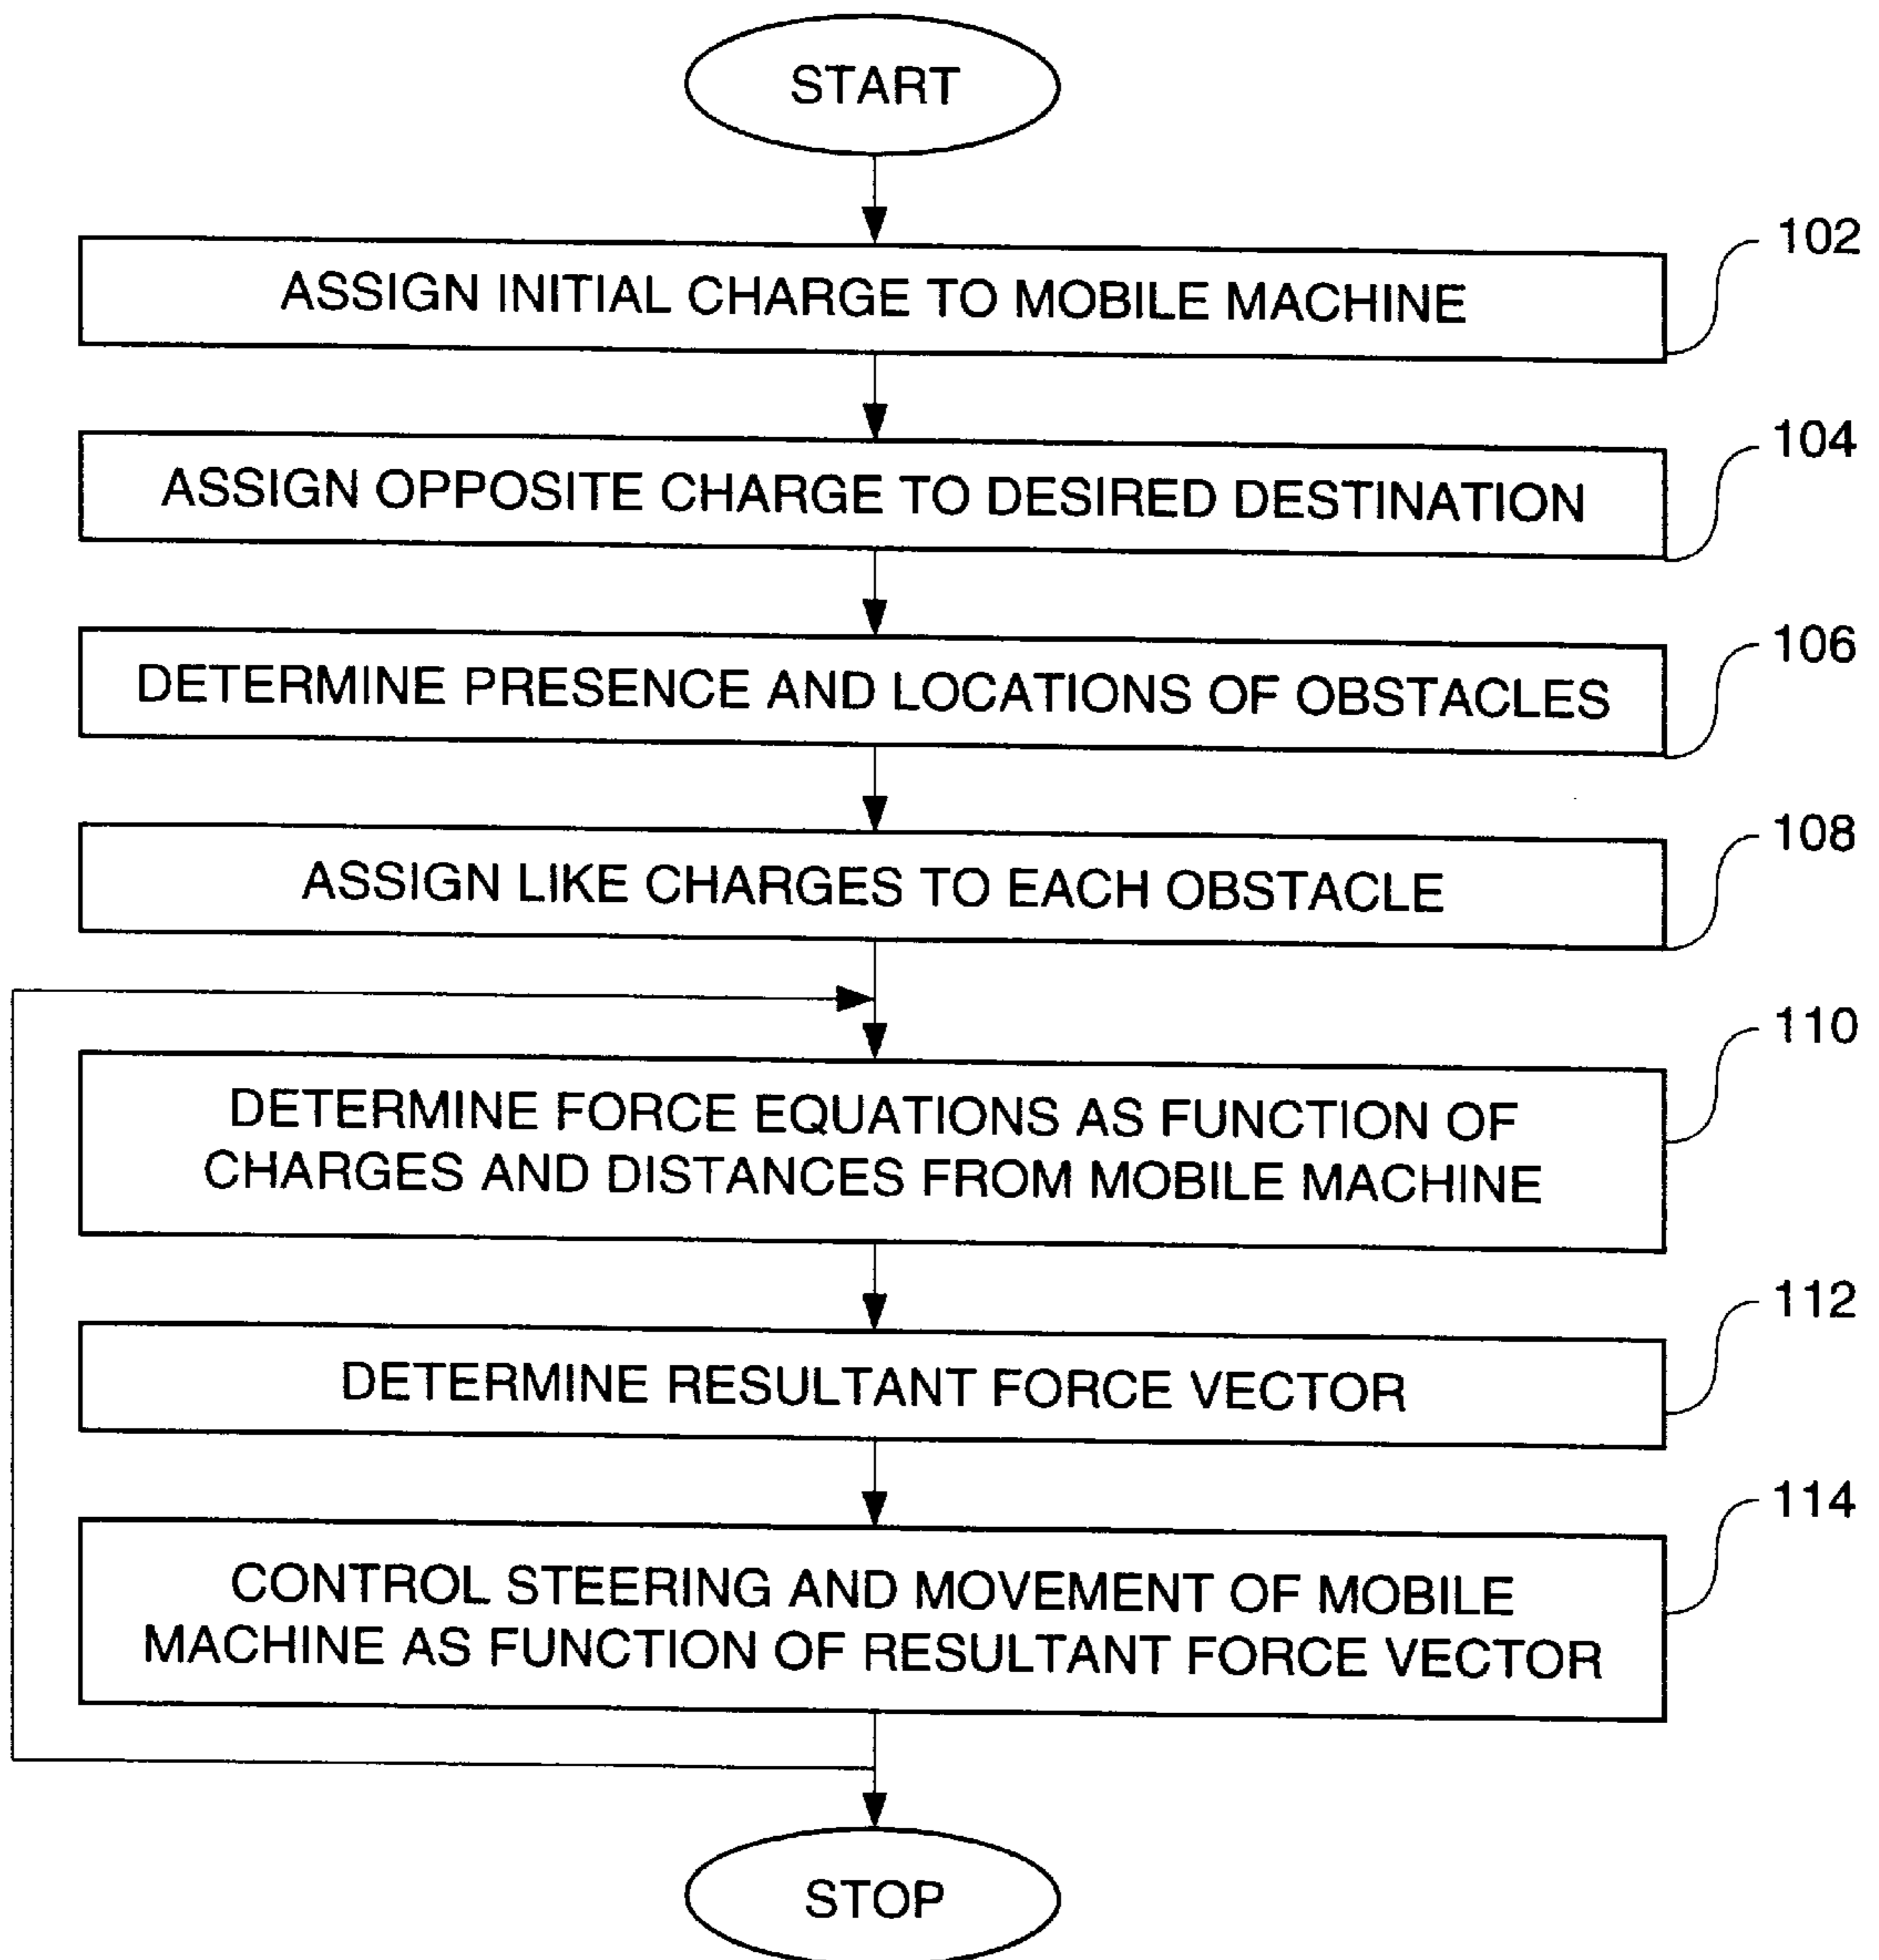 START
ASSIGN INITIAL CHARGE TO MOBILE MACHINE
102
ASSIGN OPPOSITE CHARGE TO DESIRED DESTINATION
104
DETERMINE PRESENCE AND LOCATIONS OF OBSTACLES
106
ASSIGN LIKE CHARGES TO EACH OBSTACLE
108
DETERMINE FORCE EQUATIONS AS FUNCTION OF
CHARGES AND DISTANCES FROM MOBILE MACHINE
110
DETERMINE RESULTANT FORCE VECTOR
112
CONTROL STEERING AND MOVEMENT OF MOBILE
MACHINE AS FUNCTION OF RESULTANT FORCE VECTOR
114
STOP